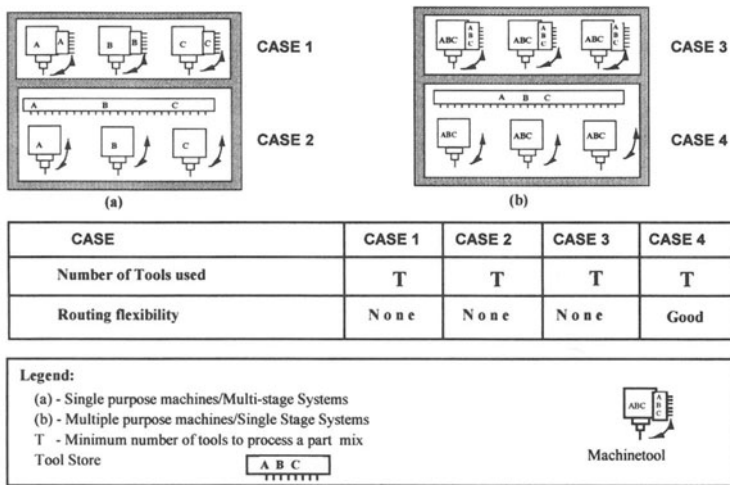 A A B B C C CASE 1
A B C
A B C CASE 2
(a)
ABC A B C ABC A B C ABC A B C CASE 3
A B C
ABC ABC ABC CASE 4
(b)
CASE CASE 1 CASE 2 CASE 3 CASE 4
Number of Tools used T T T T
Routing flexibility None None None Good
Legend:
(a) - Single purpose machines/Multi-stage Systems
(b) - Multiple purpose machines/Single Stage Systems
T - Minimum number of tools to process a part mix
Tool Store A B C
ABC A B C
Machinetool